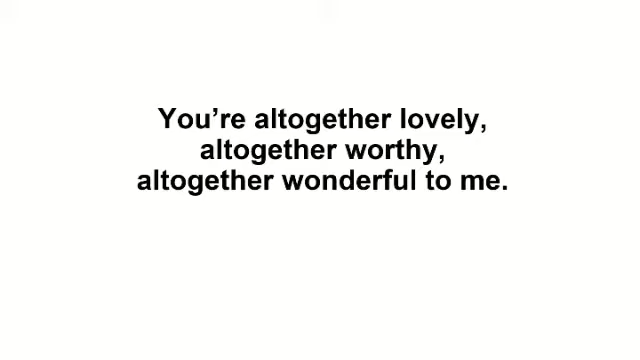 You’re altogether lovely,
altogether worthy,
altogether wonderful to me.